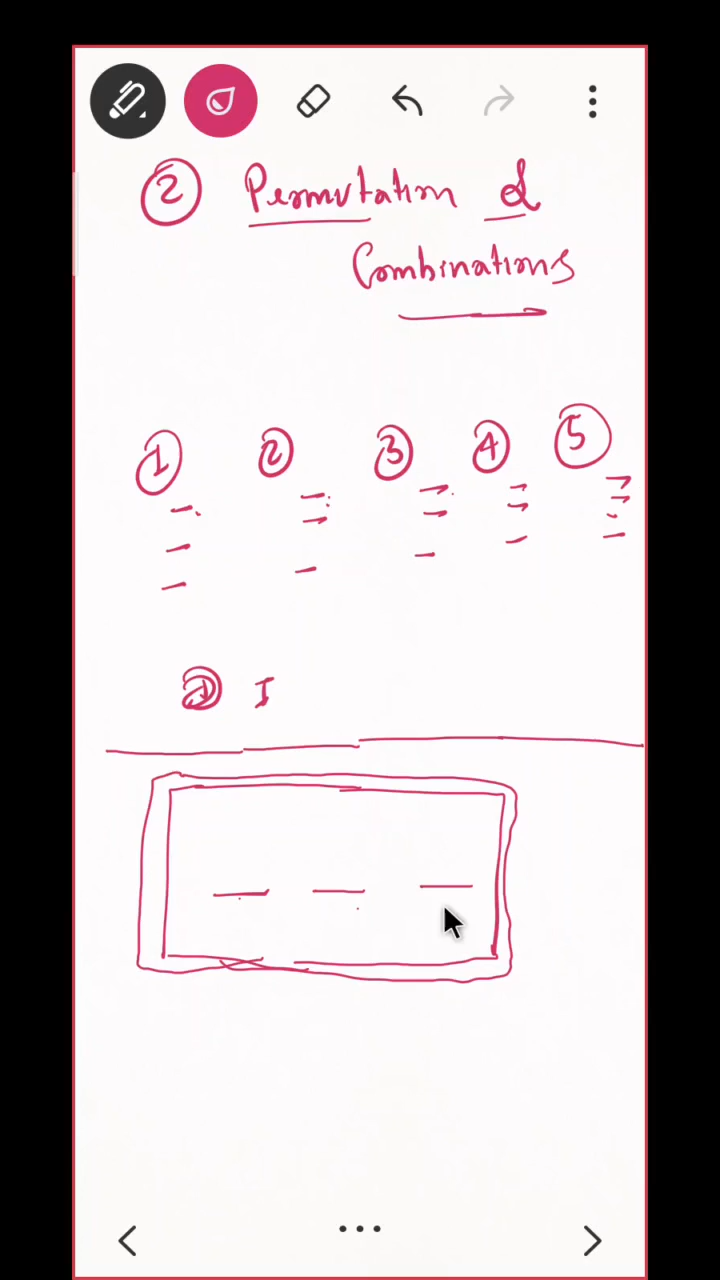 ② Permutation &
Combinations
① ② ③ ④ ⑤
I